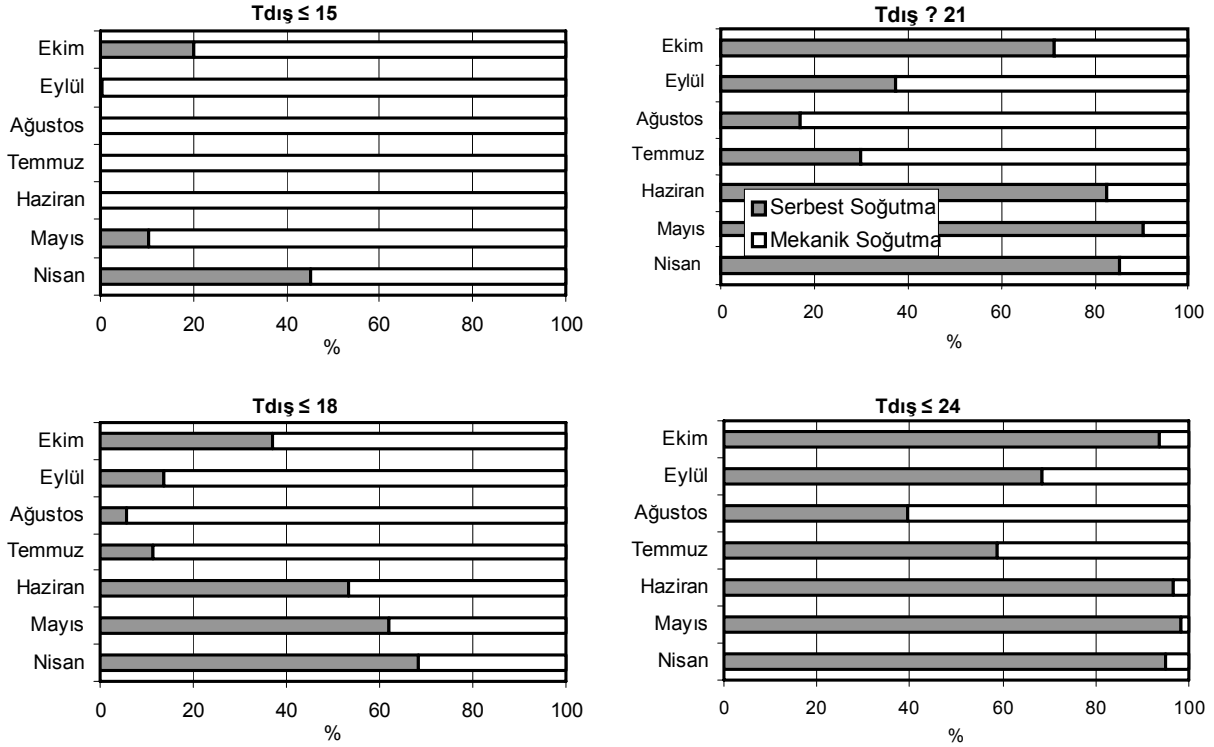 Tdış ≤ 15
Ekim
Eylül
Ağustos
Temmuz
Haziran
Mayıs
Nisan
0 20 40 60 80 100
%
Tdış ? 21
Ekim
Eylül
Ağustos
Temmuz
Haziran
Mayıs
Nisan
Serbest Soğutma
Mekanik Soğutma
0 20 40 60 80 100
%
Tdış ≤ 18
Ekim
Eylül
Ağustos
Temmuz
Haziran
Mayıs
Nisan
0 20 40 60 80 100
%
Tdış ≤ 24
Ekim
Eylül
Ağustos
Temmuz
Haziran
Mayıs
Nisan
0 20 40 60 80 100
%